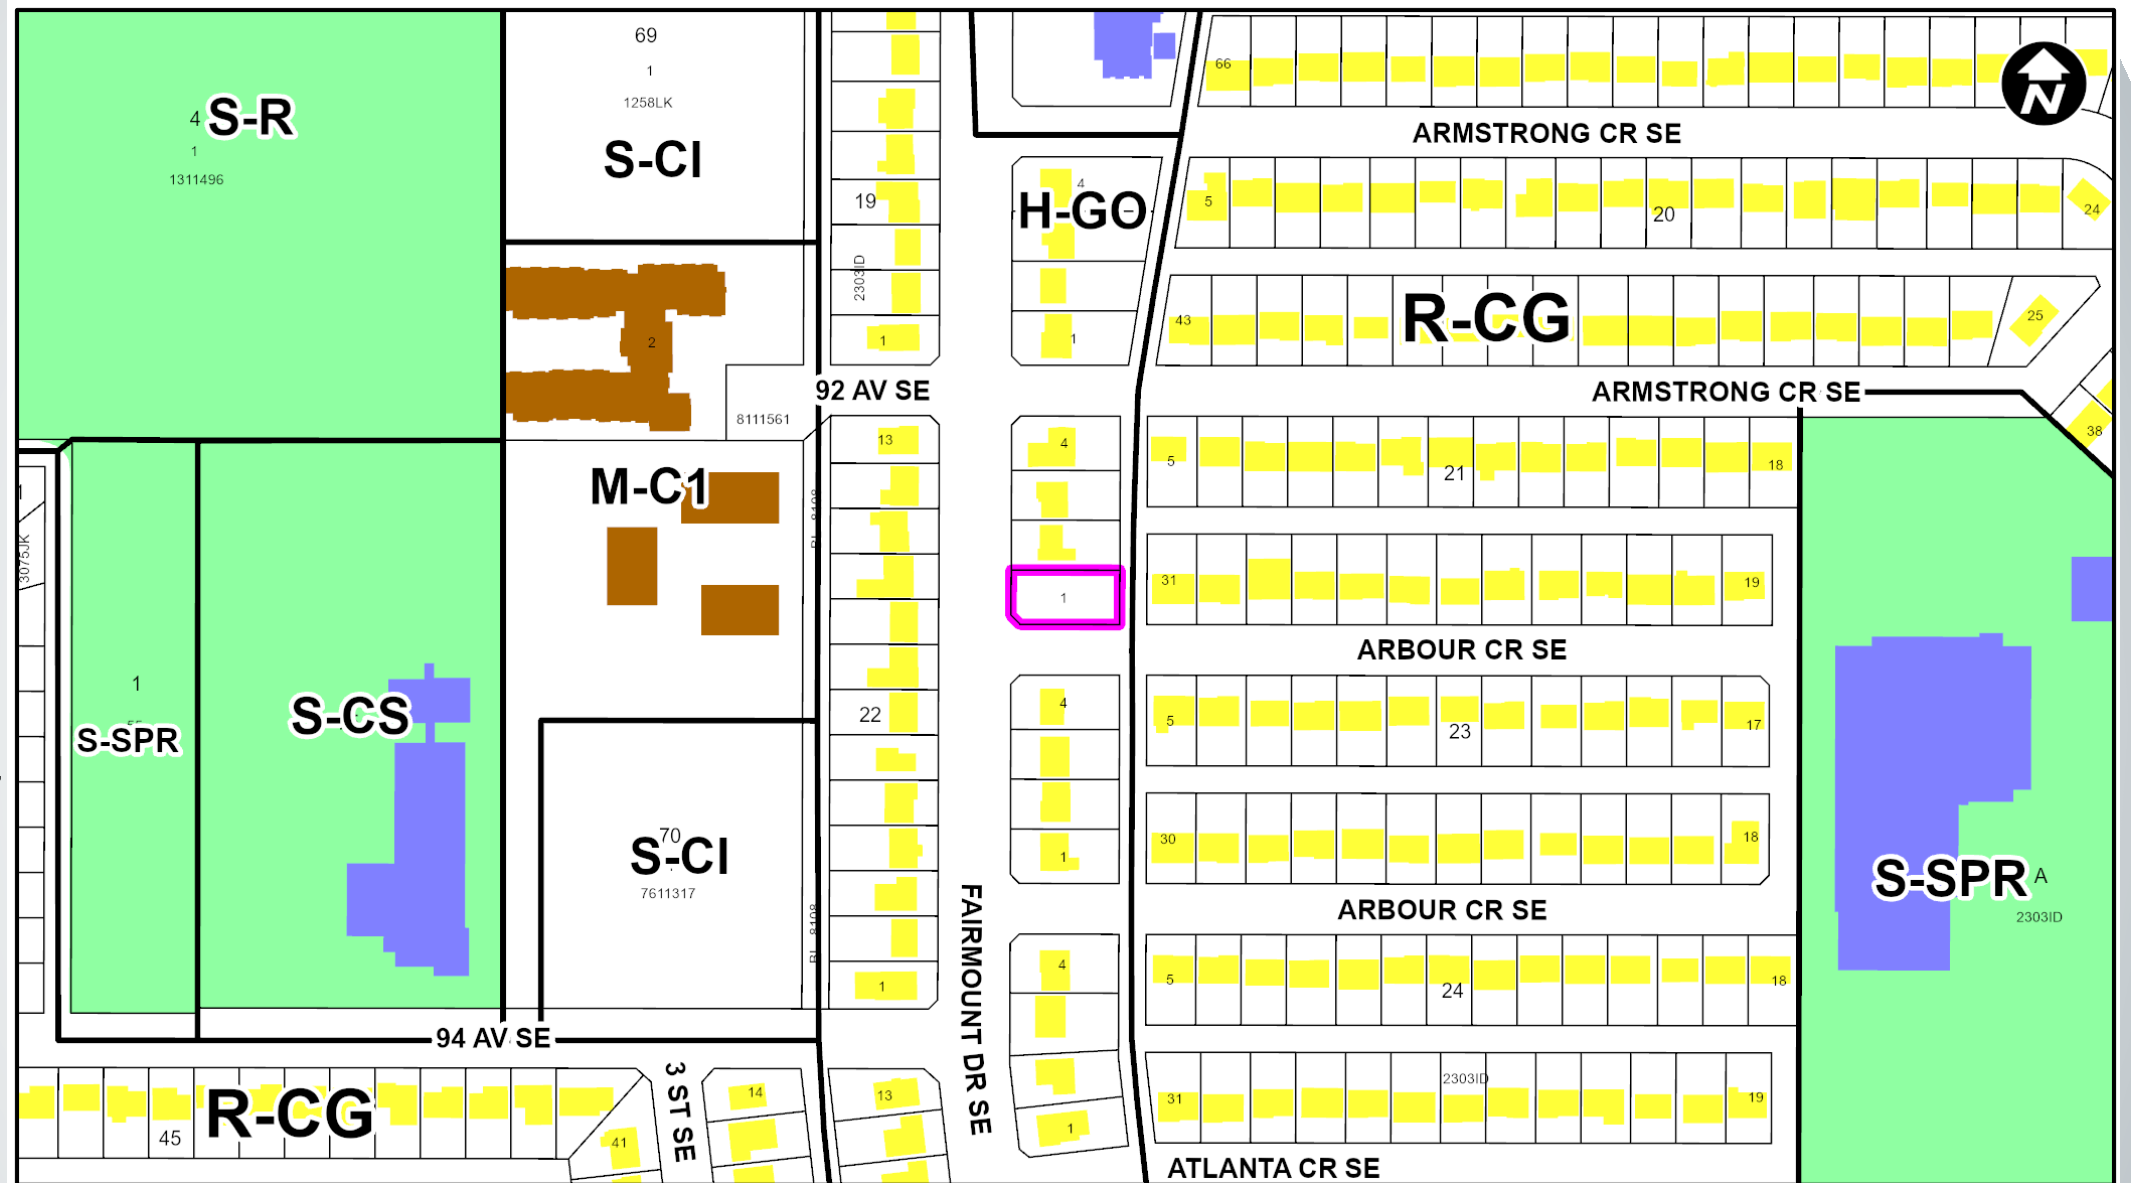 69
1
1258LK
S-CI
66
N
ARMSTRONG CR SE
4
S-R
1
1311496
4
H-GO
5
20
24
19
2303ID
43
R-CG
25
1
2
1
92 AV SE
ARMSTRONG CR SE
8111561
13
4
5
21
18
38
M-C1
1
3075JK
1
31
19
ARBOUR CR SE
1
S-SPR
S-CS
22
4
5
23
17
70
S-CI
7611317
1
30
18
S-SPR
A
2303ID
FAIRMOUNT DR SE
ARBOUR CR SE
4
5
24
18
1
94 AV SE
3 ST SE
R-CG
45
41
14
13
1
31
2303ID
19
ATLANTA CR SE